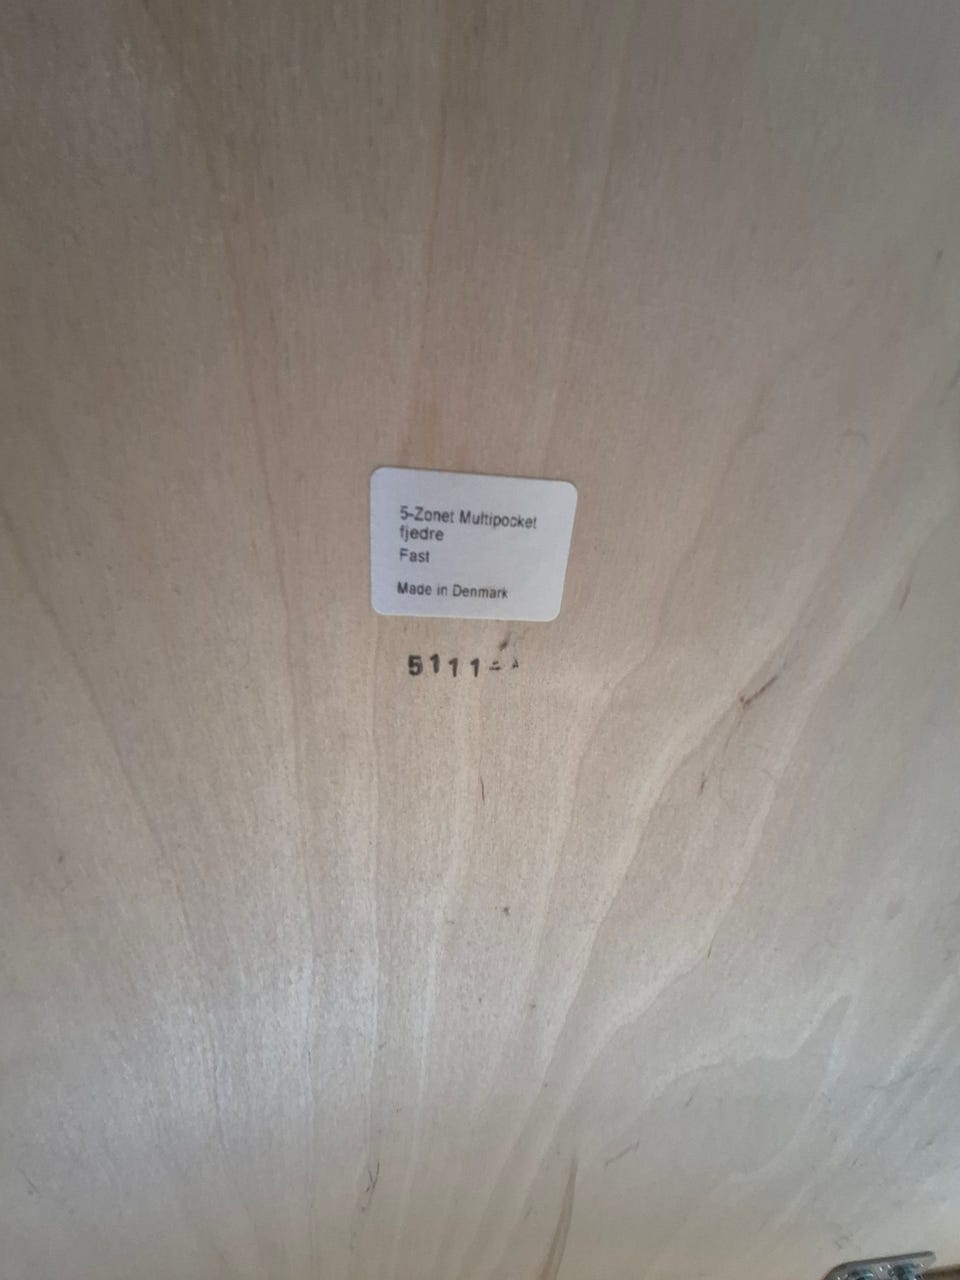 5-Zonet Multipocket
fjedre
Fast
Made in Denmark
5111